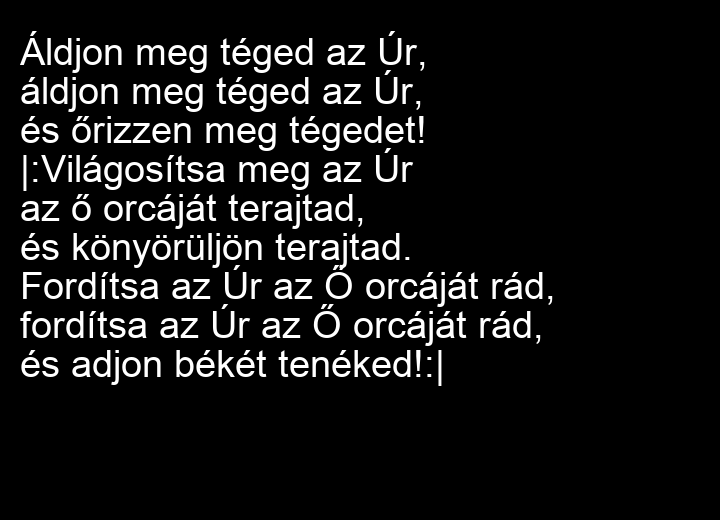 Áldjon meg téged az Úr,
áldjon meg téged az Úr,
és őrizzen meg tégedet!
|:Világosítsa meg az Úr
az ő orcáját terajtad,
és könyörüljön terajtad.
Fordítsa az Úr az Ő orcáját rád,
fordítsa az Úr az Ő orcáját rád,
és adjon békét tenéked!:|